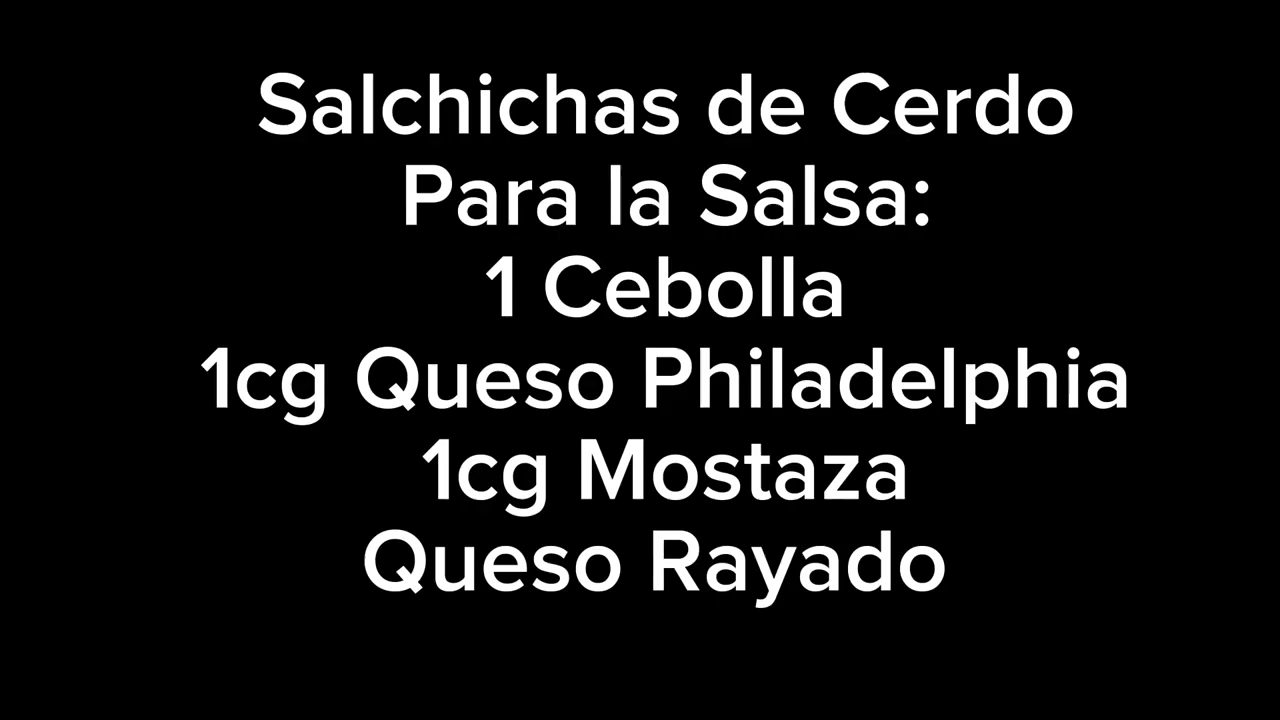 Salchichas de Cerdo
Para la Salsa:
1 Cebolla
1cg Queso Philadelphia
1cg Mostaza
Queso Rayado